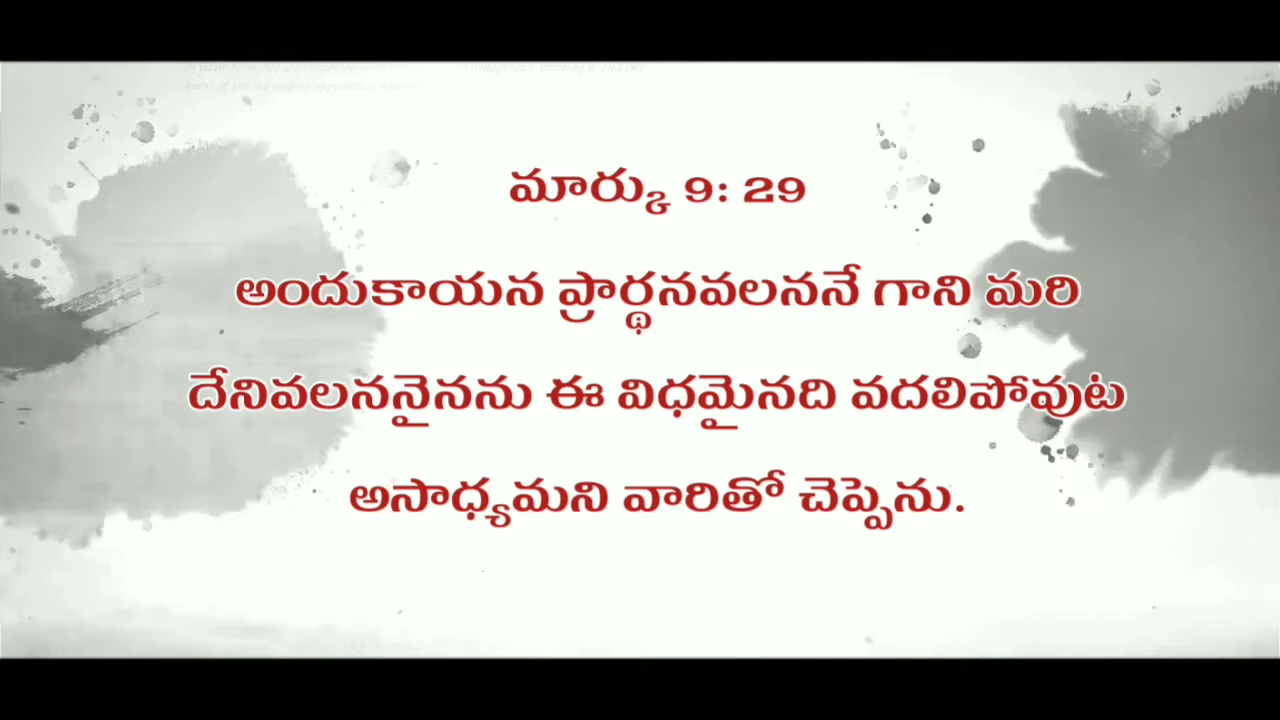 మార్కు 9: 29
అందుకాయన ప్రార్థనవలననే గాని మరి
దేనివలననైనను ఈ విధమైనది వదలిపోవుట
అసాధ్యమని వారితో చెప్పెను.